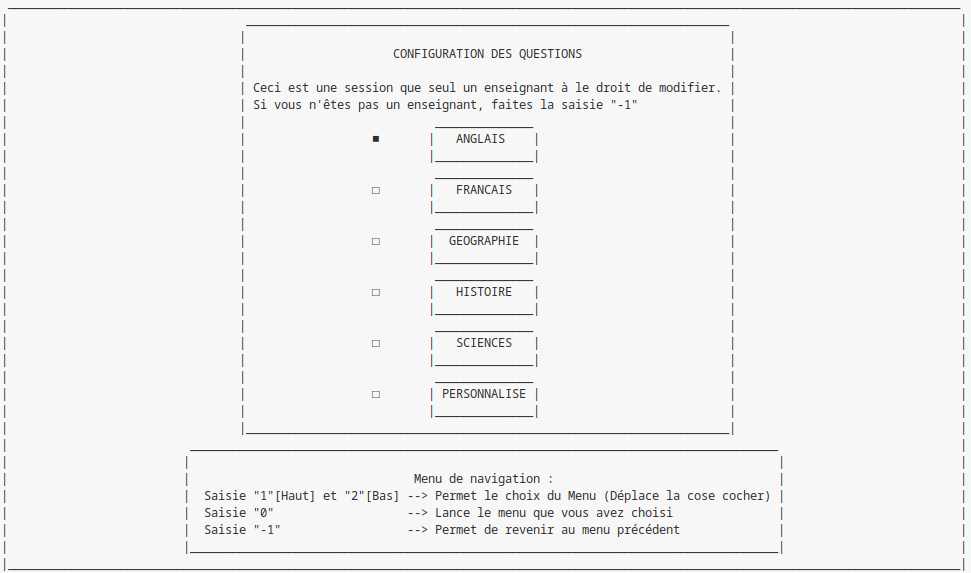 CONFIGURATION DES QUESTIONS
Ceci est une session que seul un enseignant à le droit de modifier.
Si vous n'êtes pas un enseignant, faites la saisie "-1"
■ ANGLAIS
□ FRANCAIS
□ GEOGRAPHIE
□ HISTOIRE
□ SCIENCES
□ PERSONNALISE
Menu de navigation :
Saisie "1"[Haut] et "2"[Bas] --> Permet le choix du Menu (Déplace la cose cocher)
Saisie "0" --> Lance le menu que vous avez choisi
Saisie "-1" --> Permet de revenir au menu précédent